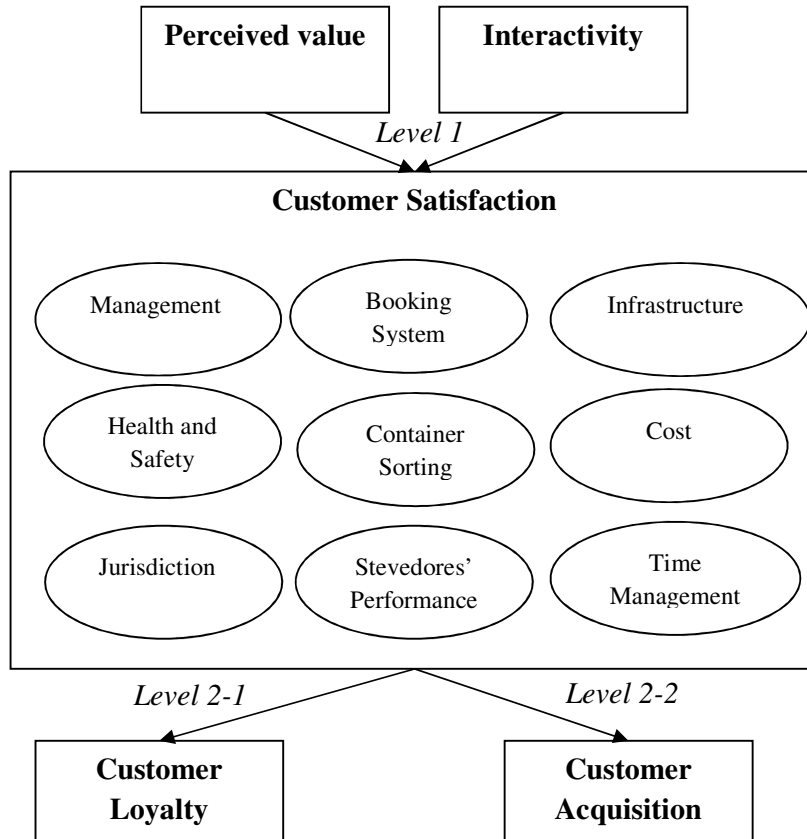 Perceived value
Interactivity
Level 1
Customer Satisfaction
Management
Booking
System
Infrastructure
Health and
Safety
Container
Sorting
Cost
Jurisdiction
Stevedores’
Performance
Time
Management
Level 2-1
Level 2-2
Customer
Loyalty
Customer
Acquisition